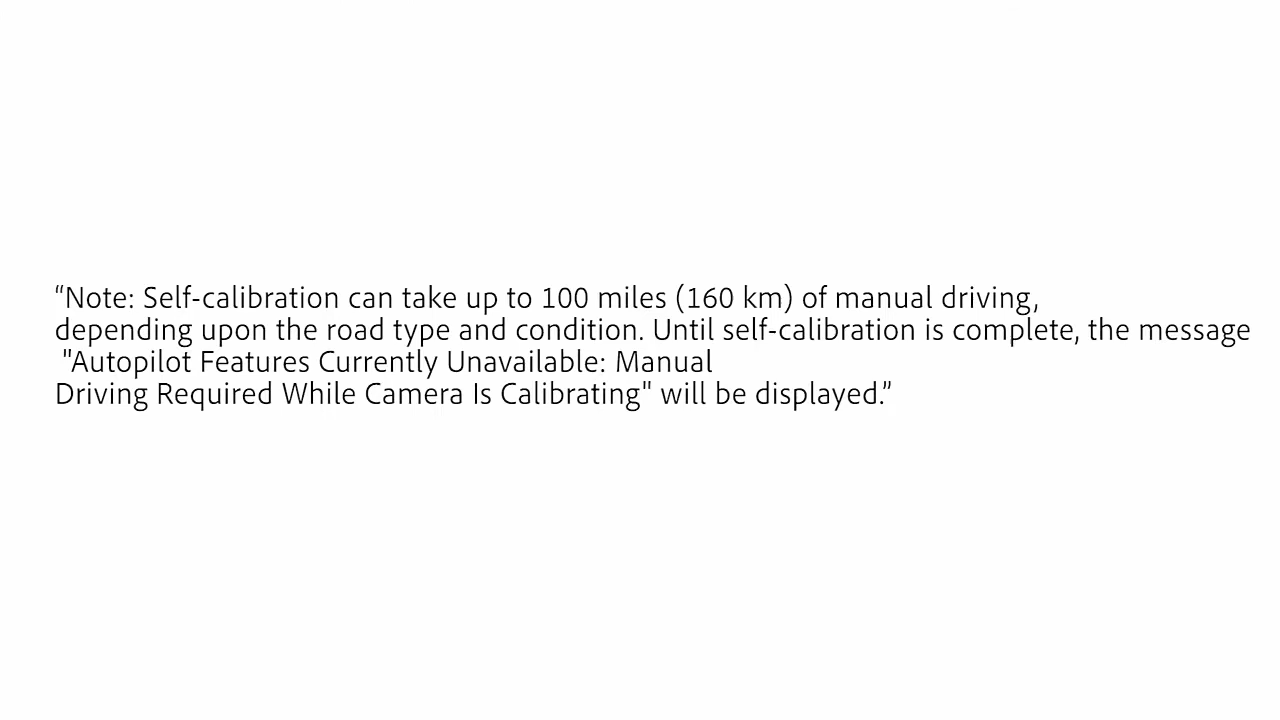 “Note: Self-calibration can take up to 100 miles (160 km) of manual driving,
depending upon the road type and condition. Until self-calibration is complete, the message
"Autopilot Features Currently Unavailable: Manual
Driving Required While Camera Is Calibrating" will be displayed.”